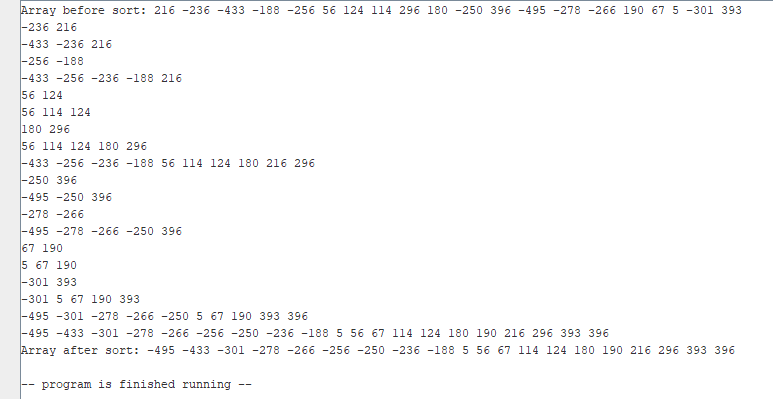 Array before sort: 216 -236 -433 -188 -256 56 124 114 296 180 -250 396 -495 -278 -266 190 67 5 -301 393
-236 216
-433 -236 216
-256 -188
-433 -256 -236 -188 216
56 124
56 114 124
180 296
56 114 124 180 296
-433 -256 -236 -188 56 114 124 180 216 296
-250 396
-495 -250 396
-278 -266
-495 -278 -266 -250 396
67 190
5 67 190
-301 393
-301 5 67 190 393
-495 -301 -278 -266 -250 5 67 190 393 396
-495 -433 -301 -278 -266 -256 -250 -236 -188 5 56 67 114 124 180 190 216 296 393 396
Array after sort: -495 -433 -301 -278 -266 -256 -250 -236 -188 5 56 67 114 124 180 190 216 296 393 396
-- program is finished running --